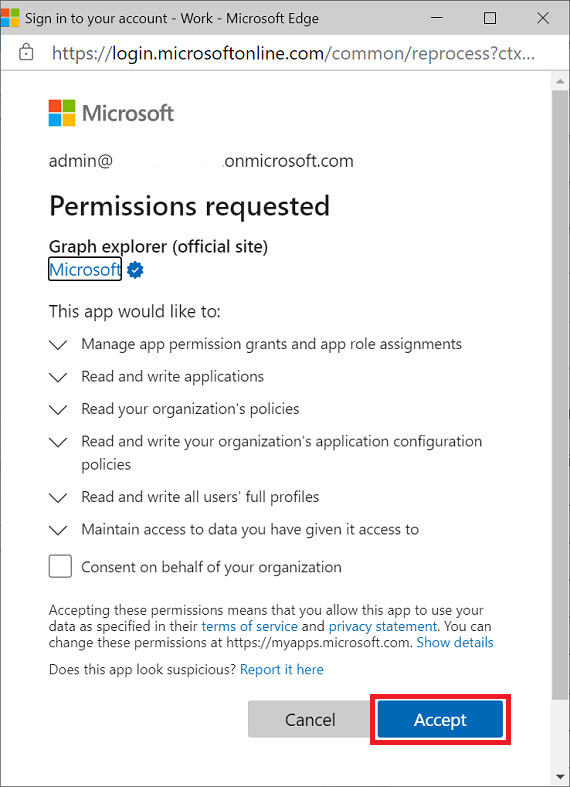 Sign in to your account - Work - Microsoft Edge
https://login.microsoftonline.com/common/reprocess?ctx...
Microsoft
admin@ .onmicrosoft.com
Permissions requested
Graph explorer (official site)
Microsoft
This app would like to:
Manage app permission grants and app role assignments
Read and write applications
Read your organization's policies
Read and write your organization's application configuration
policies
Read and write all users' full profiles
Maintain access to data you have given it access to
Consent on behalf of your organization
Accepting these permissions means that you allow this app to use your
data as specified in their terms of service and privacy statement. You can
change these permissions at https://myapps.microsoft.com. Show details
Does this app look suspicious? Report it here
Cancel
Accept